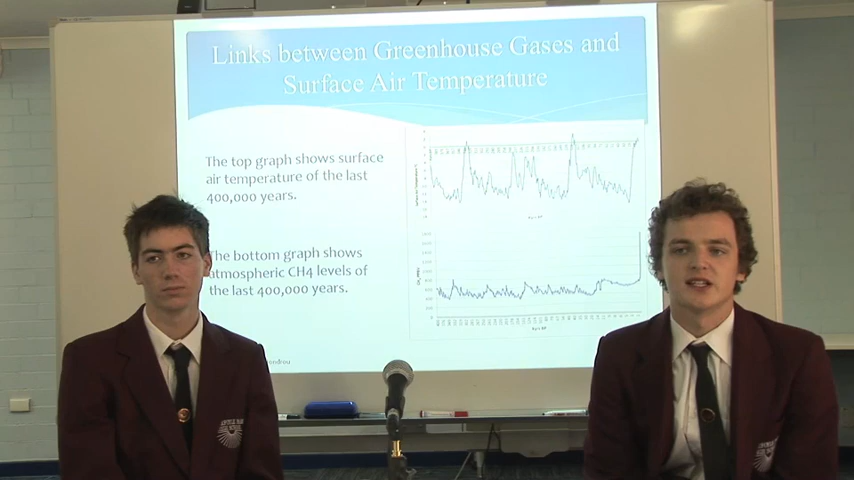 Links between Greenhouse Gases and
Surface Air Temperature
The top graph shows surface
air temperature of the last
400,000 years.
The bottom graph shows
atmospheric CH4 levels of
the last 400,000 years.